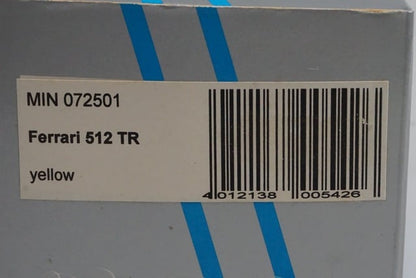 MIN 072501
Ferrari 512 TR
yellow
4 012138 005426